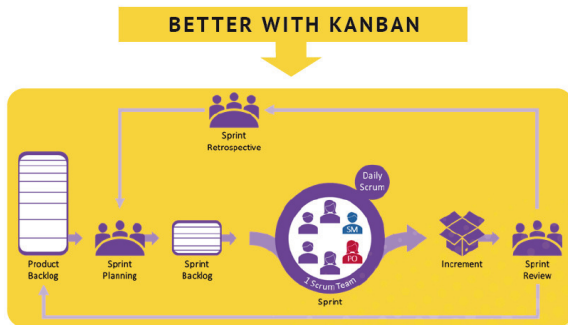 BETTER WITH KANBAN
Sprint
Retrospective
Daily
Scrum
SM
PO
1 Scrum Team
Product
Backlog
Sprint
Planning
Sprint
Backlog
Sprint
Increment
Sprint
Review